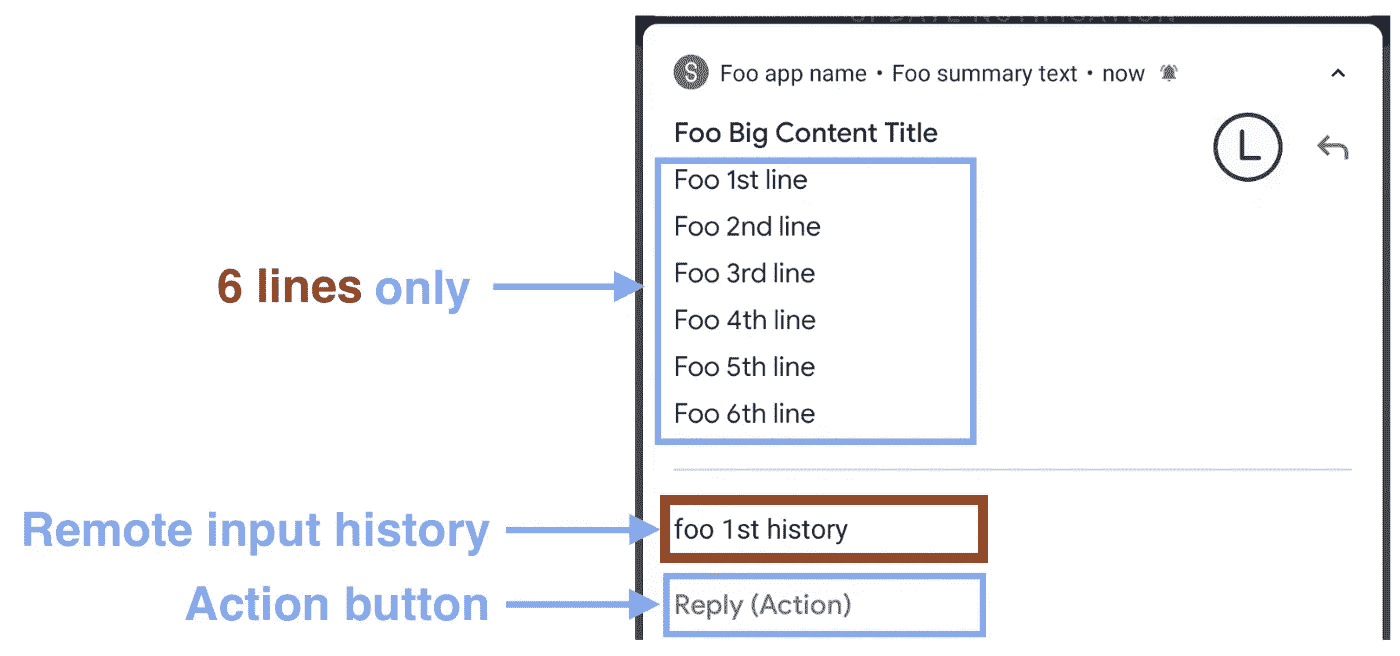 UPDATE NOTIFICATION
S Foo app name • Foo summary text • now
Foo Big Content Title
L
Foo 1st line
Foo 2nd line
Foo 3rd line
Foo 4th line
Foo 5th line
Foo 6th line
6 lines only
Remote input history
foo 1st history
Action button
Reply (Action)